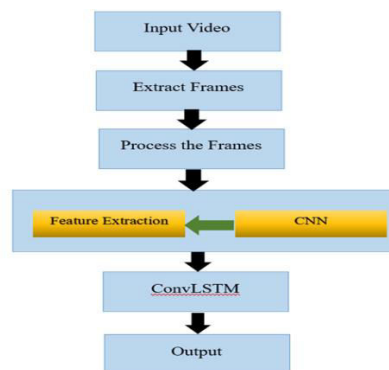 Input Video
Extract Frames
Process the Frames
Feature Extraction
CNN
ConvLSTM
Output